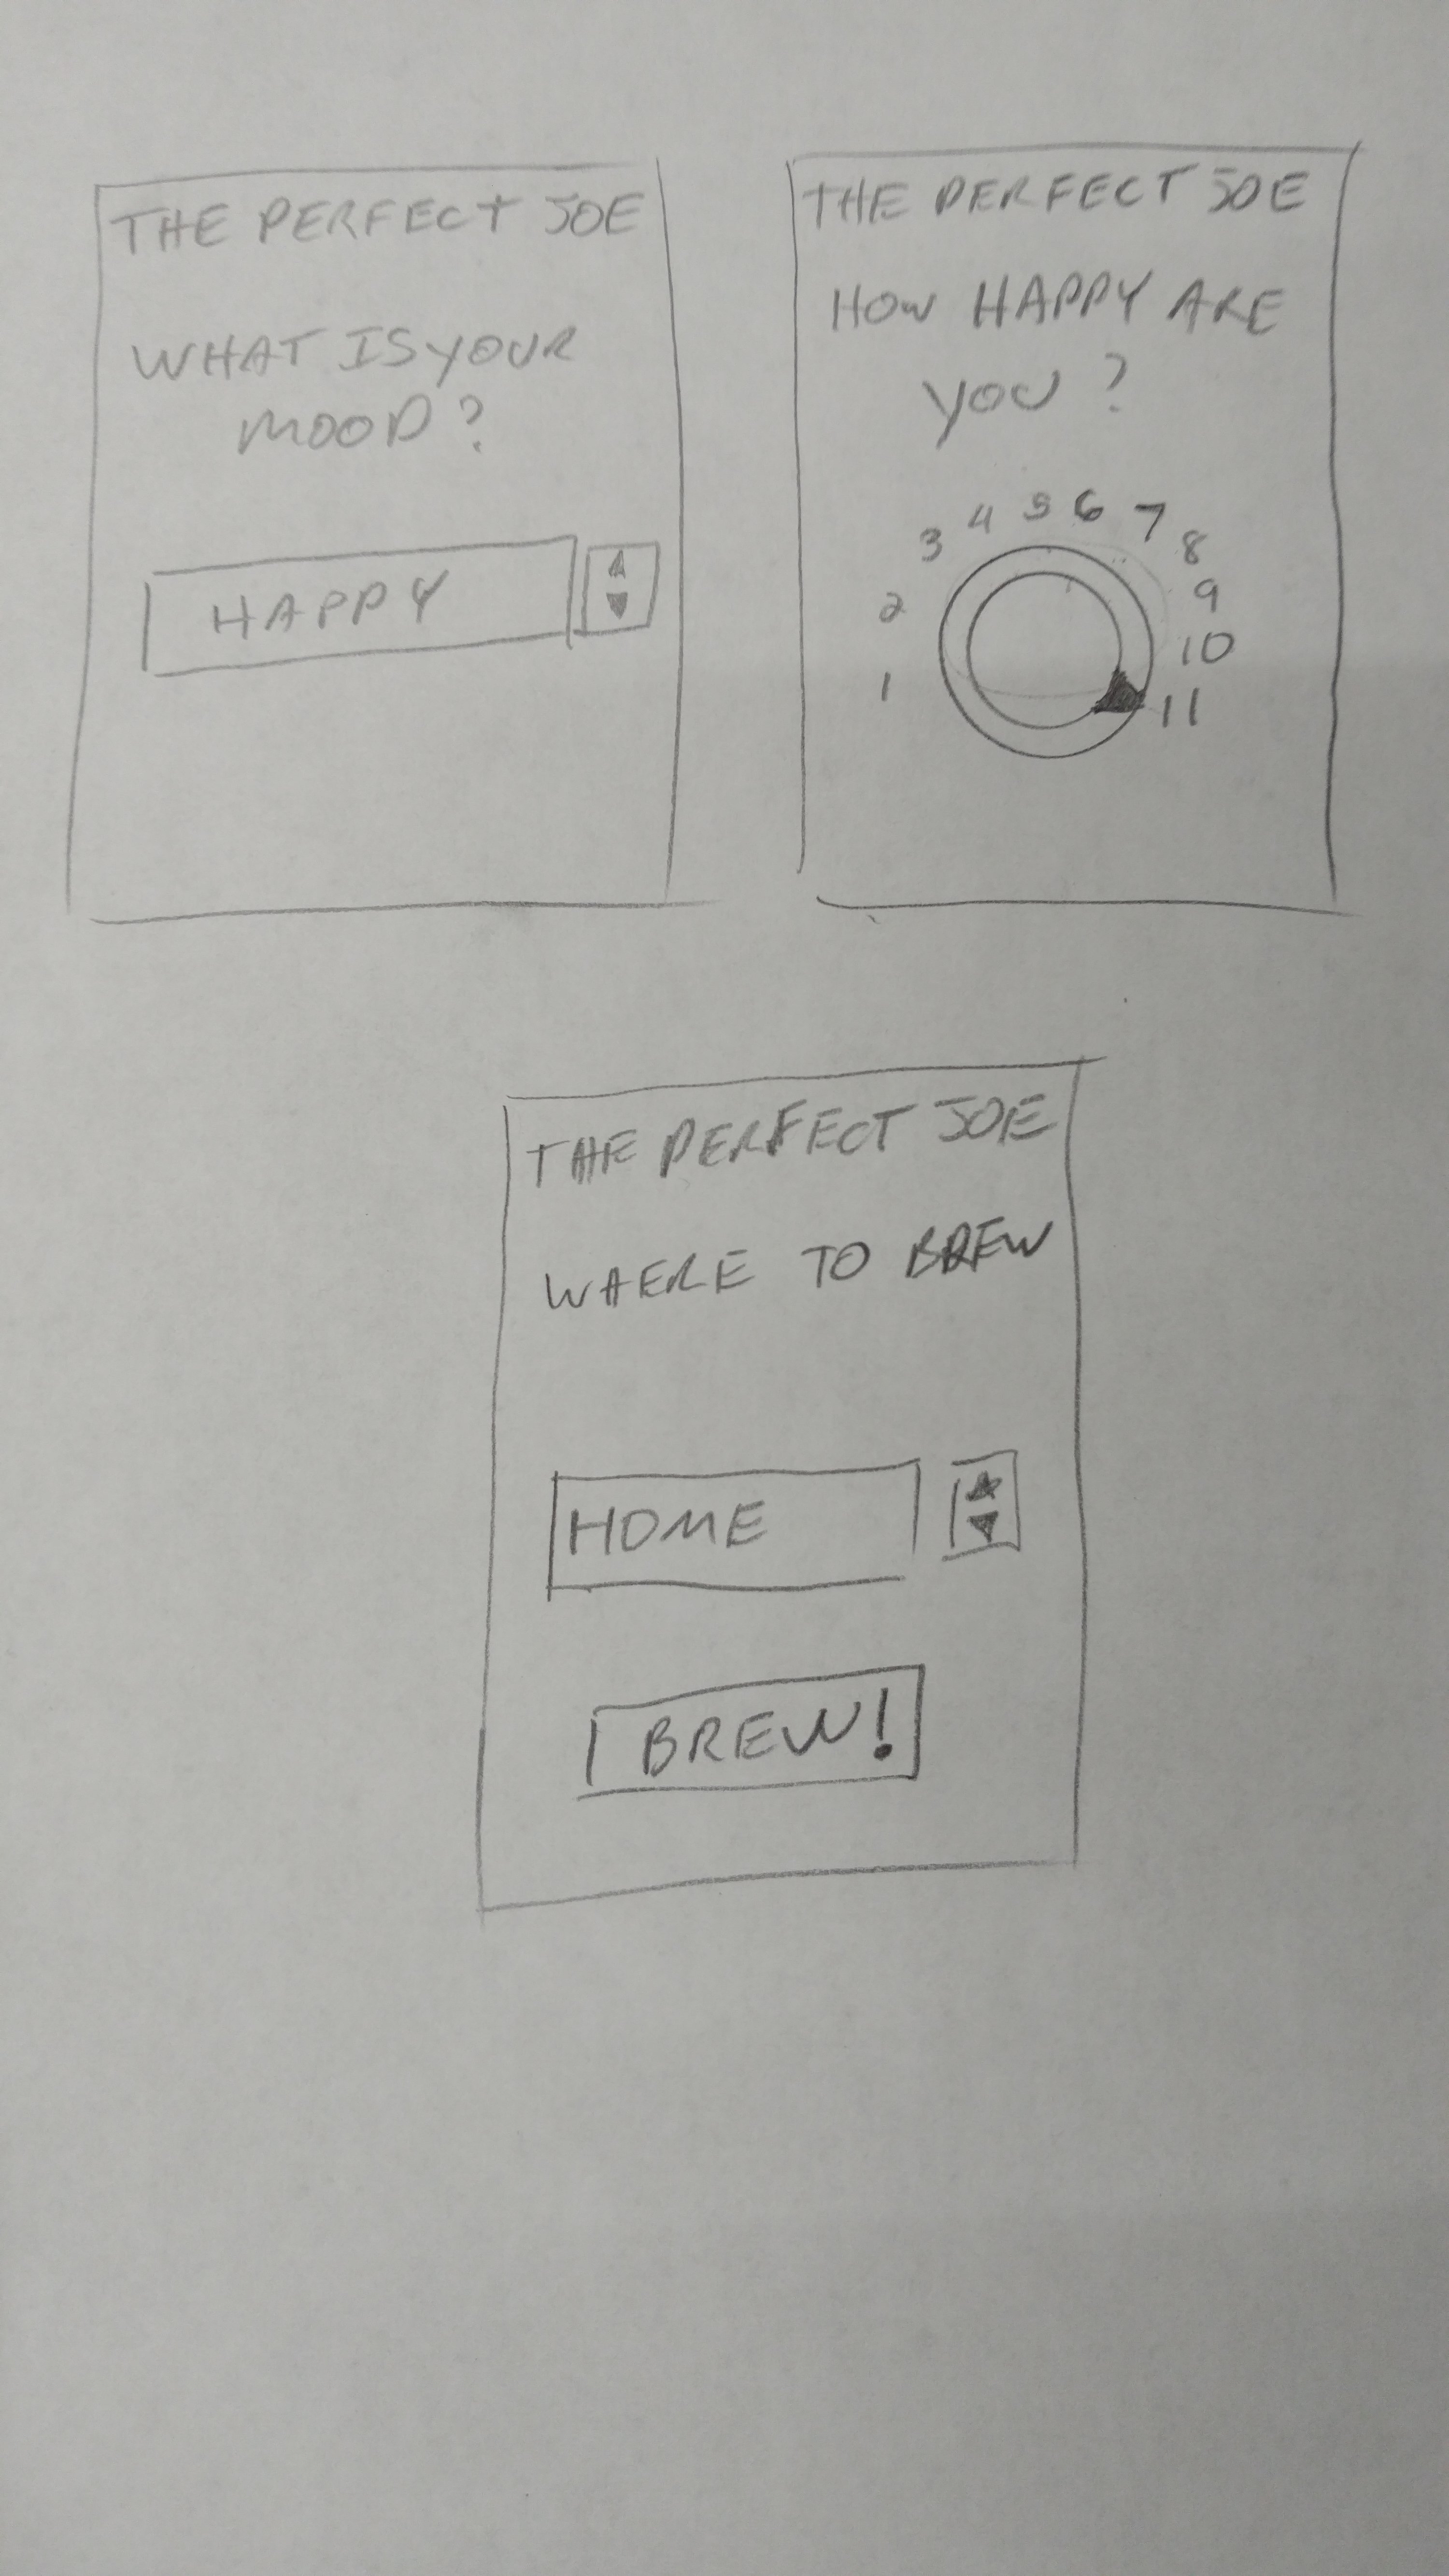 THE PERFECT JOE
WHAT IS YOUR
MOOD?
HAPPY
THE PERFECT JOE
HOW HAPPY ARE
YOU?
1 2 3 4 5 6 7 8 9 10 11
THE PERFECT JOE
WHERE TO BREW
HOME
BREW!